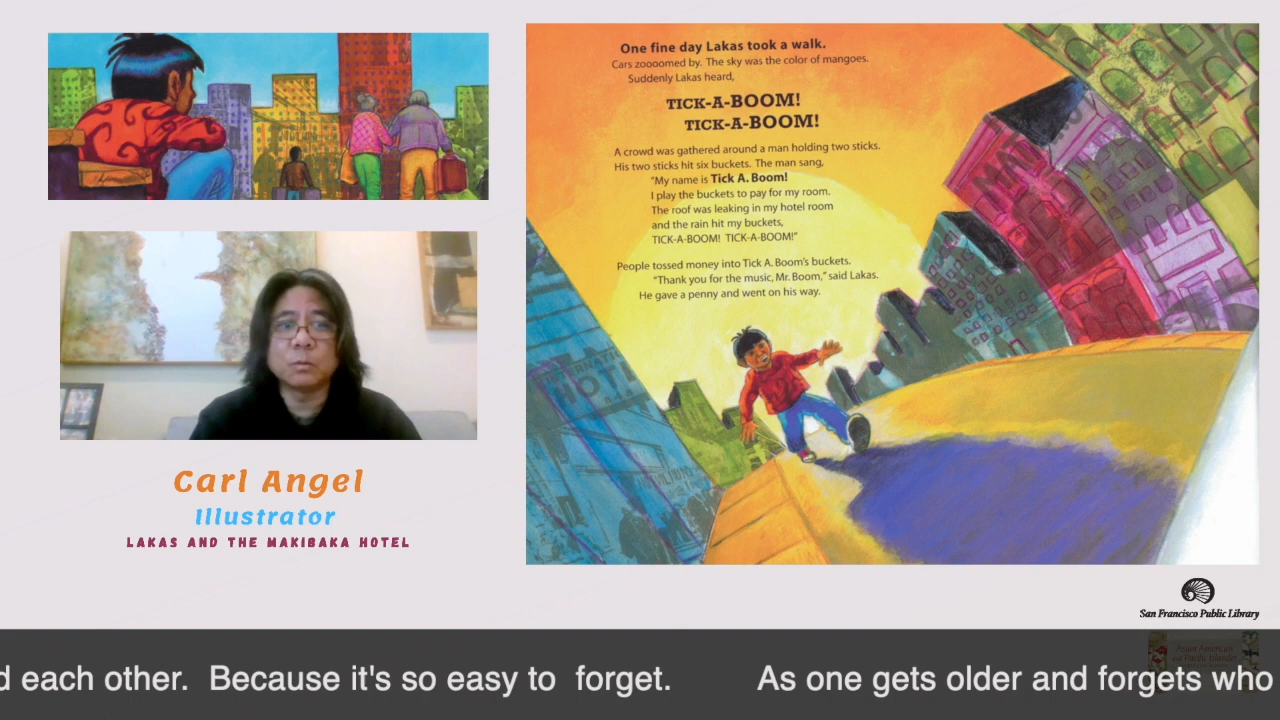 One fine day Lakas took a walk.
Cars zoooomed by. The sky was the color of mangoes.
Suddenly Lakas heard,
TICK-A-BOOM!
TICK-A-BOOM!
A crowd was gathered around a man holding two sticks.
His two sticks hit six buckets. The man sang,
"My name is Tick A. Boom!
I play the buckets to pay for my room.
The roof was leaking in my hotel room
and the rain hit my buckets,
TICK-A-BOOM! TICK-A-BOOM!"
People tossed money into Tick A. Boom's buckets.
"Thank you for the music, Mr. Boom," said Lakas.
He gave a penny and went on his way.
Carl Angel
Illustrator
LAKAS AND THE MAKIBAKA HOTEL
San Francisco Public Library
Asian American
and Pacific Islander
d each other. Because it's so easy to forget. As one gets older and forgets who